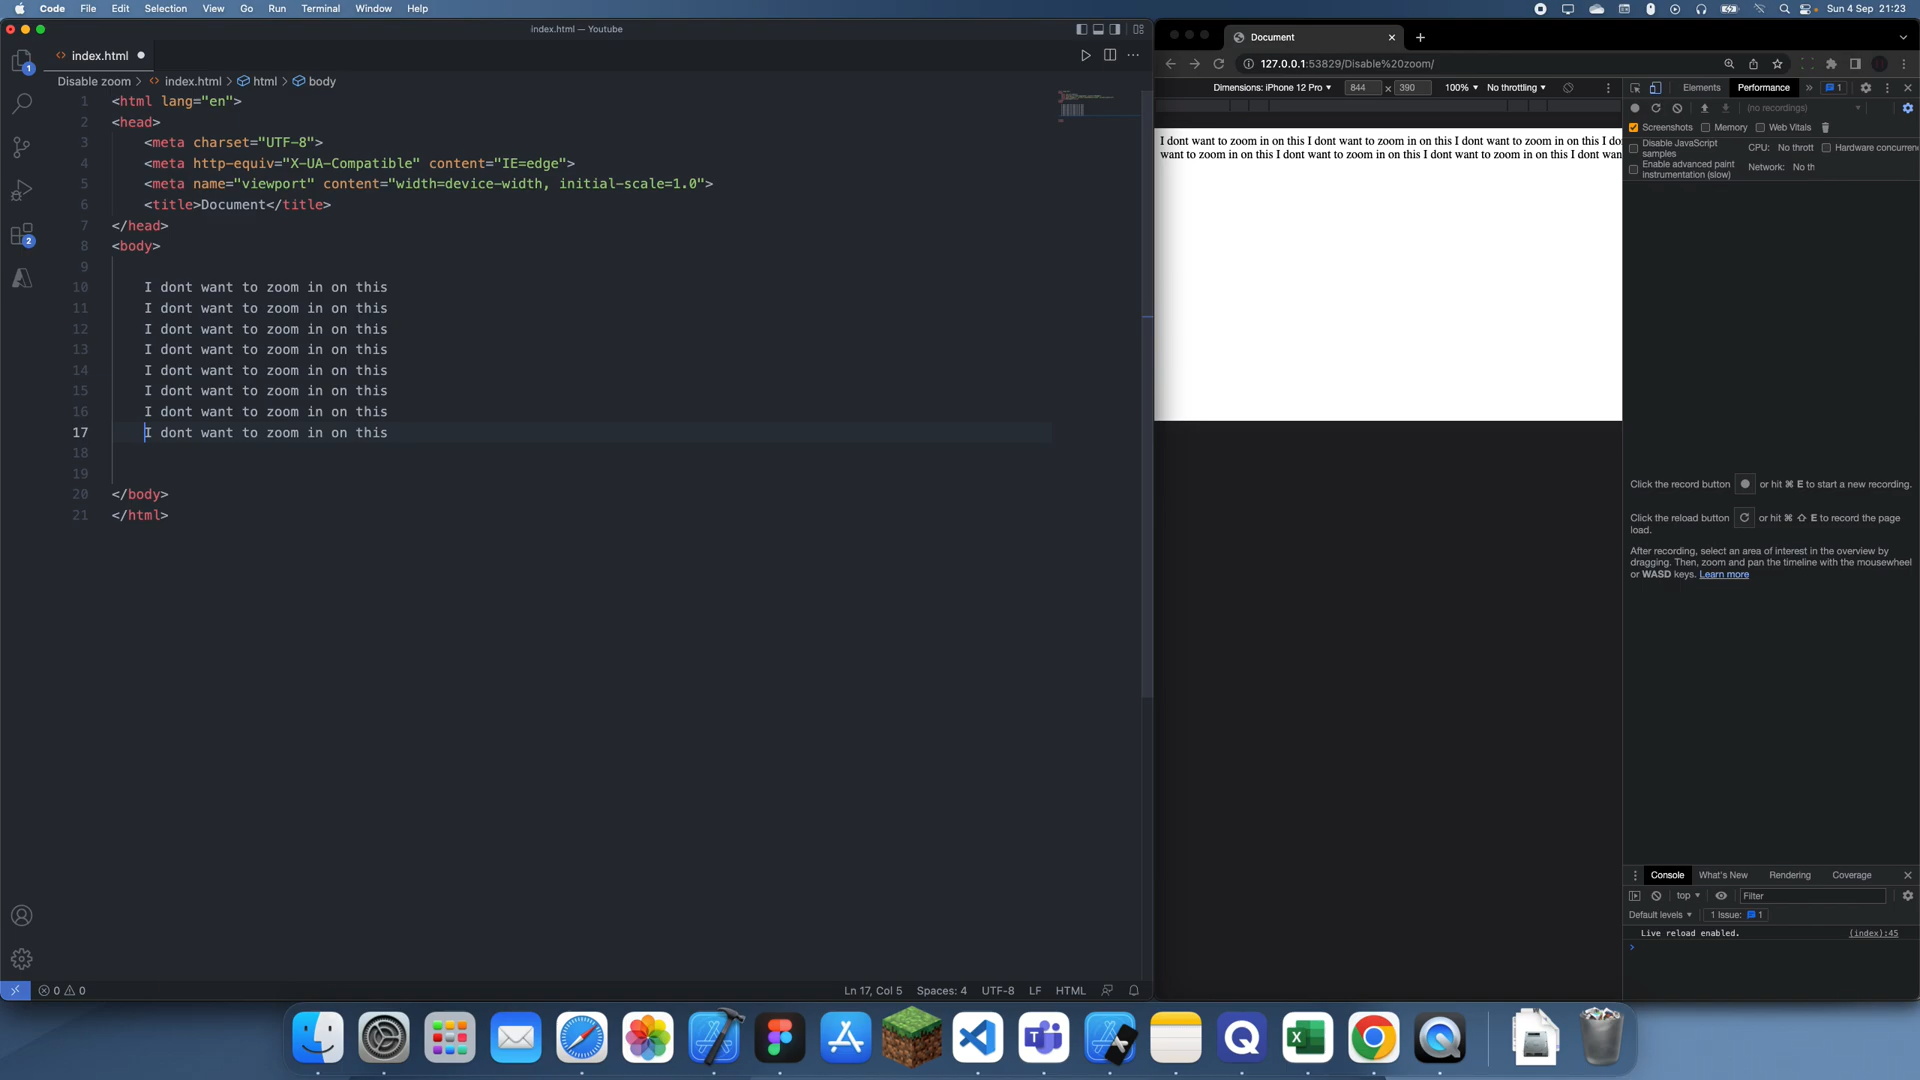 Code File Edit Selection View Go Run Terminal Window Help Sun 4 Sep 21:23
index.html — Youtube
index.html
Disable zoom > index.html > html > body
1 <html lang="en">
2 <head>
3 <meta charset="UTF-8">
4 <meta http-equiv="X-UA-Compatible" content="IE=edge">
5 <meta name="viewport" content="width=device-width, initial-scale=1.0">
6 <title>Document</title>
7 </head>
8 <body>
9
10 I dont want to zoom in on this
11 I dont want to zoom in on this
12 I dont want to zoom in on this
13 I dont want to zoom in on this
14 I dont want to zoom in on this
15 I dont want to zoom in on this
16 I dont want to zoom in on this
17 I dont want to zoom in on this
18
19
20 </body>
21 </html>
1
2
0 0
Ln 17, Col 5 Spaces: 4 UTF-8 LF HTML
Document
127.0.0.1:53829/Disable%20zoom/
Dimensions: iPhone 12 Pro 844 × 390 100% No throttling
I dont want to zoom in on this I dont want to zoom in on this I dont want to zoom in on this I do
want to zoom in on this I dont want to zoom in on this I dont want to zoom in on this I dont wan
Elements Performance » 1
(no recordings)
Screenshots Memory Web Vitals
Disable JavaScript samples CPU: No thrott Hardware concurren
Enable advanced paint instrumentation (slow) Network: No th
Click the record button or hit ⌘ E to start a new recording.
Click the reload button or hit ⌘ ⇧ E to record the page
load.
After recording, select an area of interest in the overview by
dragging. Then, zoom and pan the timeline with the mousewheel
or WASD keys. Learn more
Console What's New Rendering Coverage
top Filter
Default levels 1 Issue: 1
Live reload enabled. (index):45